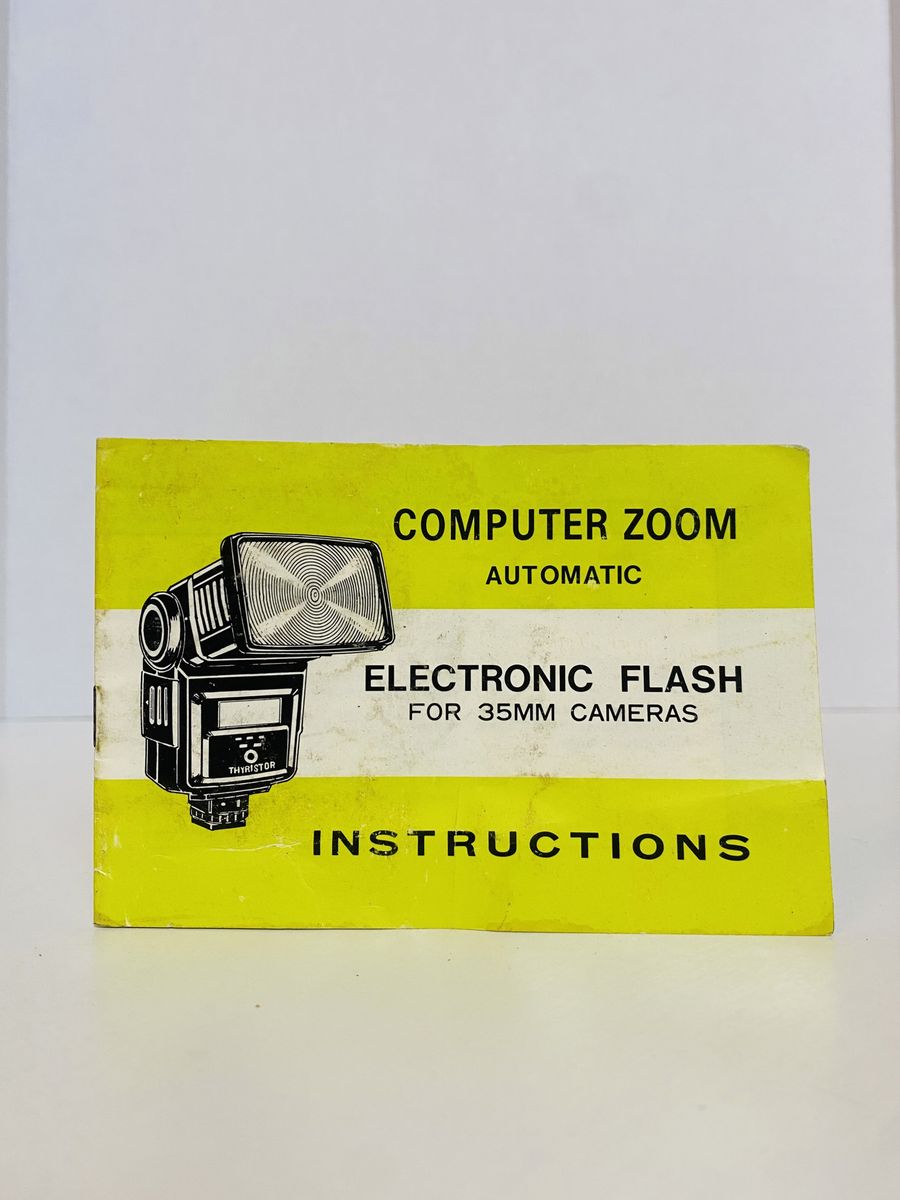 COMPUTER ZOOM
AUTOMATIC
ELECTRONIC FLASH
FOR 35MM CAMERAS
THYRISTOR
INSTRUCTIONS